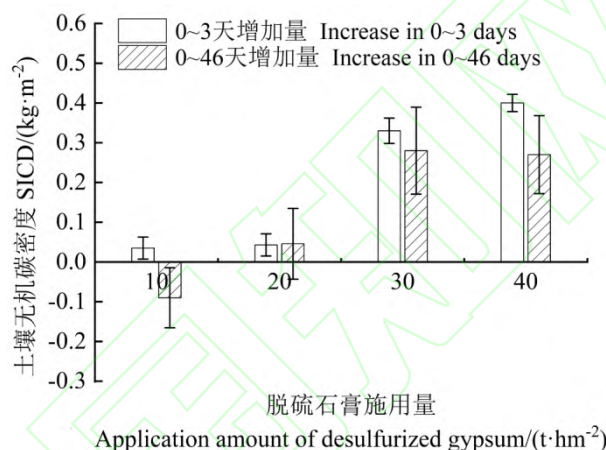 0~3天增加量 Increase in 0~3 days
0~46天增加量 Increase in 0~46 days
土壤无机碳密度 SICD/(kg·m⁻²)
0.6
0.5
0.4
0.3
0.2
0.1
0.0
-0.1
-0.2
-0.3
10 20 30 40
脱硫石膏施用量
Application amount of desulfurized gypsum/(t·hm⁻²)